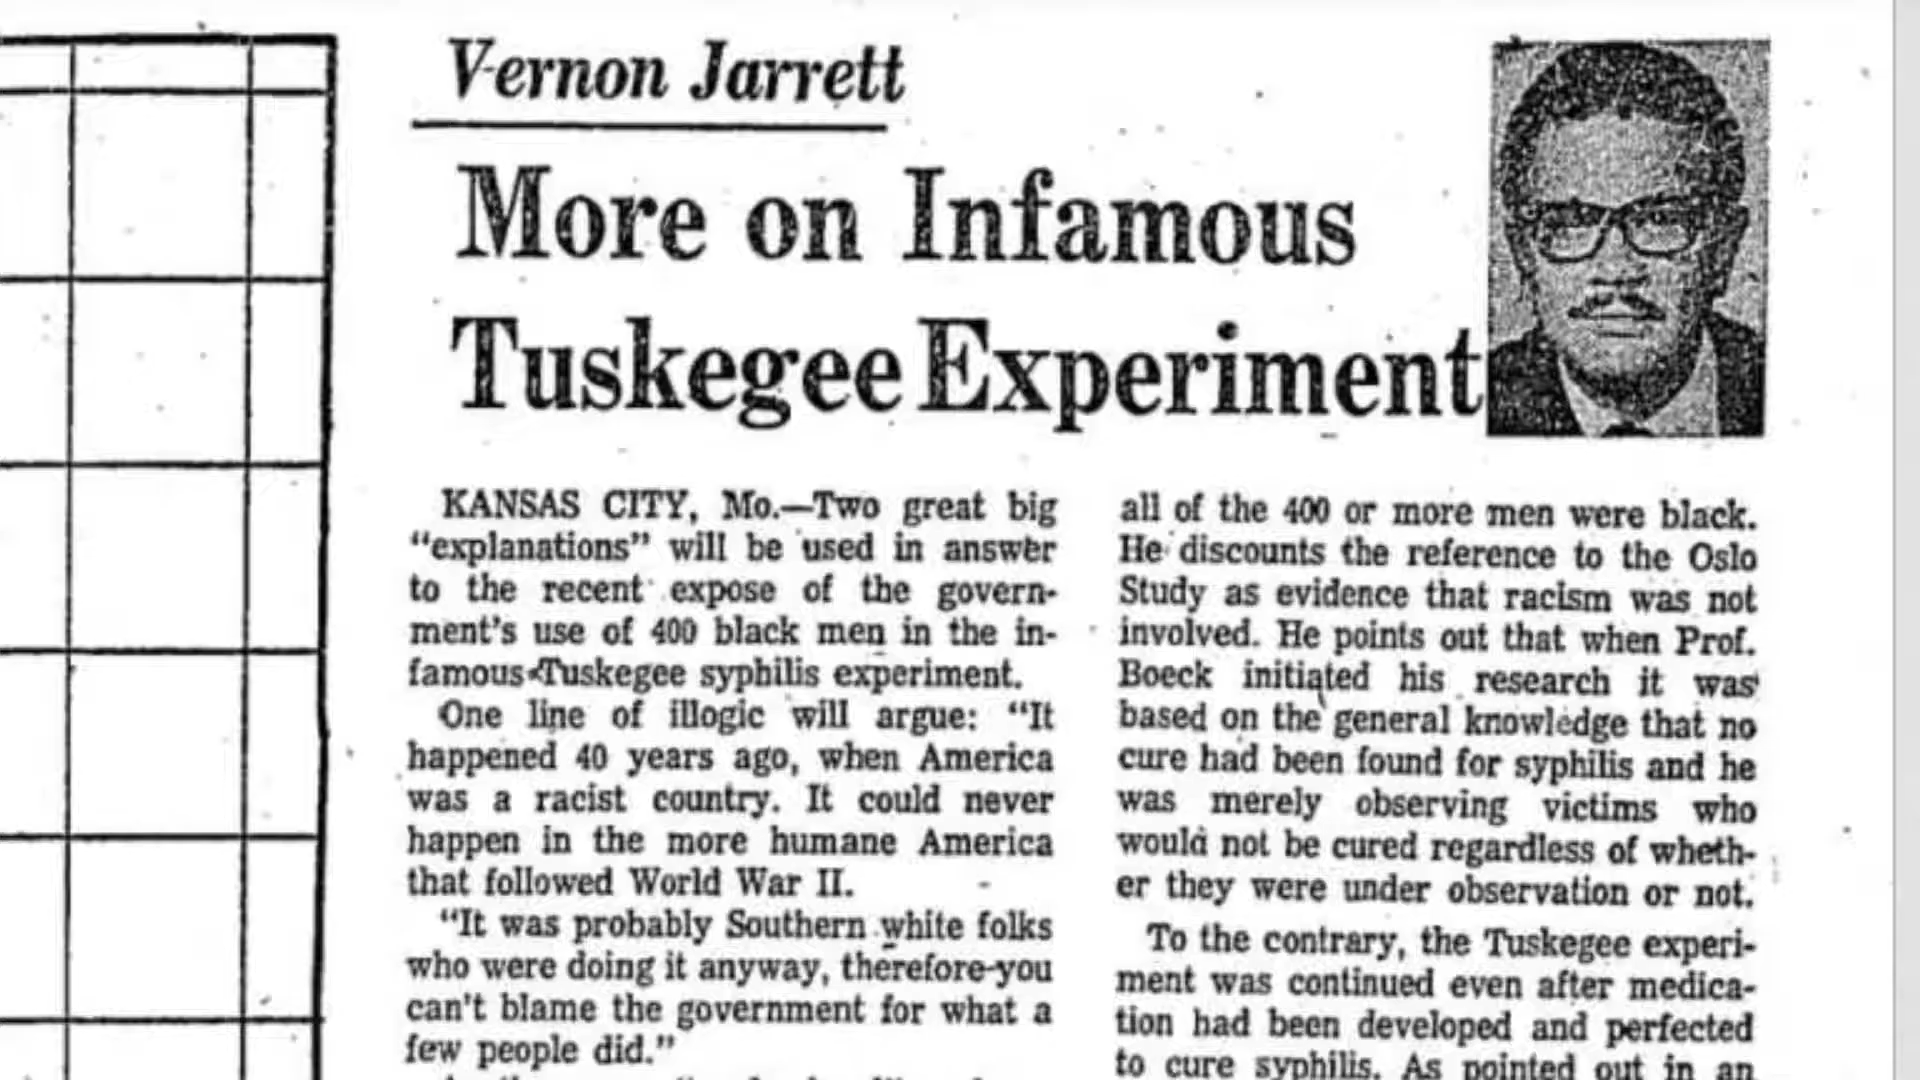 Vernon Jarrett
More on Infamous
Tuskegee Experiment
KANSAS CITY, Mo.—Two great big
“explanations” will be used in answer
to the recent expose of the govern-
ment's use of 400 black men in the in-
famous Tuskegee syphilis experiment.
One line of illogic will argue: “It
happened 40 years ago, when America
was a racist country. It could never
happen in the more humane America
that followed World War II.
“It was probably Southern white folks
who were doing it anyway, therefore you
can't blame the government for what a
few people did.”
all of the 400 or more men were black.
He discounts the reference to the Oslo
Study as evidence that racism was not
involved. He points out that when Prof.
Boeck initiated his research it was
based on the general knowledge that no
cure had been found for syphilis and he
was merely observing victims who
would not be cured regardless of wheth-
er they were under observation or not.
To the contrary, the Tuskegee experi-
ment was continued even after medica-
tion had been developed and perfected
to cure syphilis. As pointed out in an